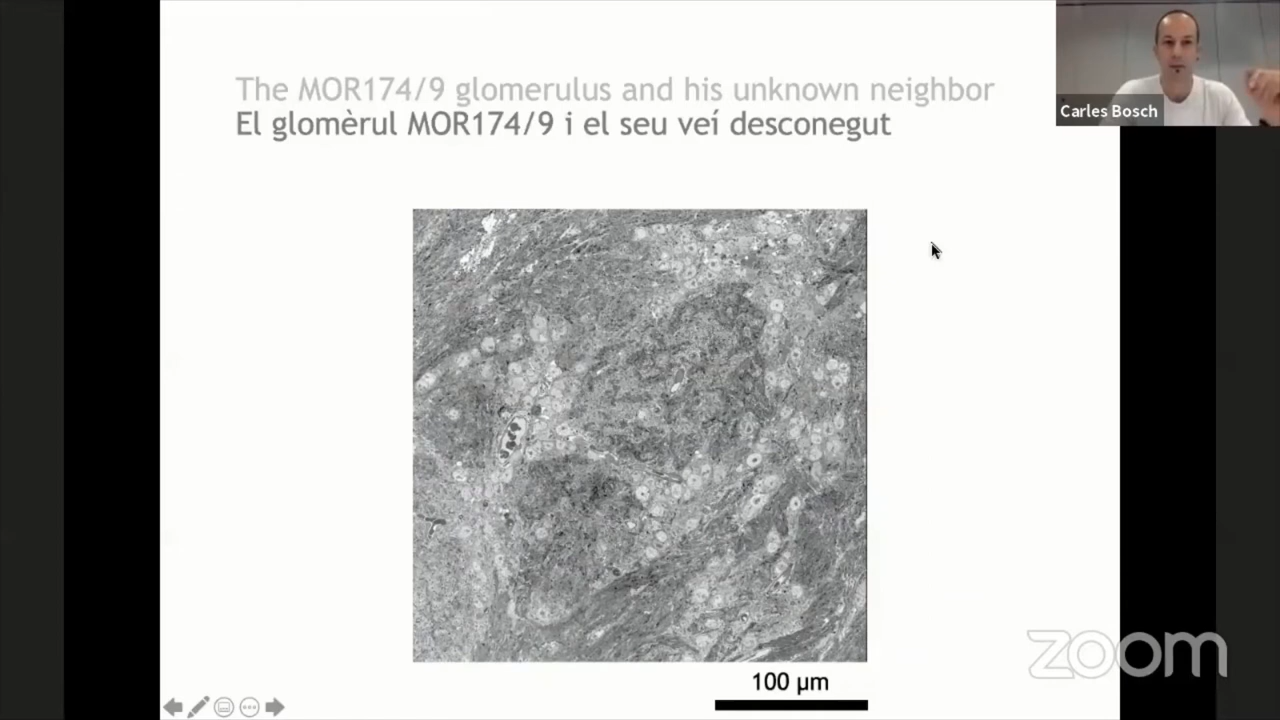 The MOR174/9 glomerulus and his unknown neighbor
El glomèrul MOR174/9 i el seu veí desconegut
Carles Bosch
100 µm
zoom